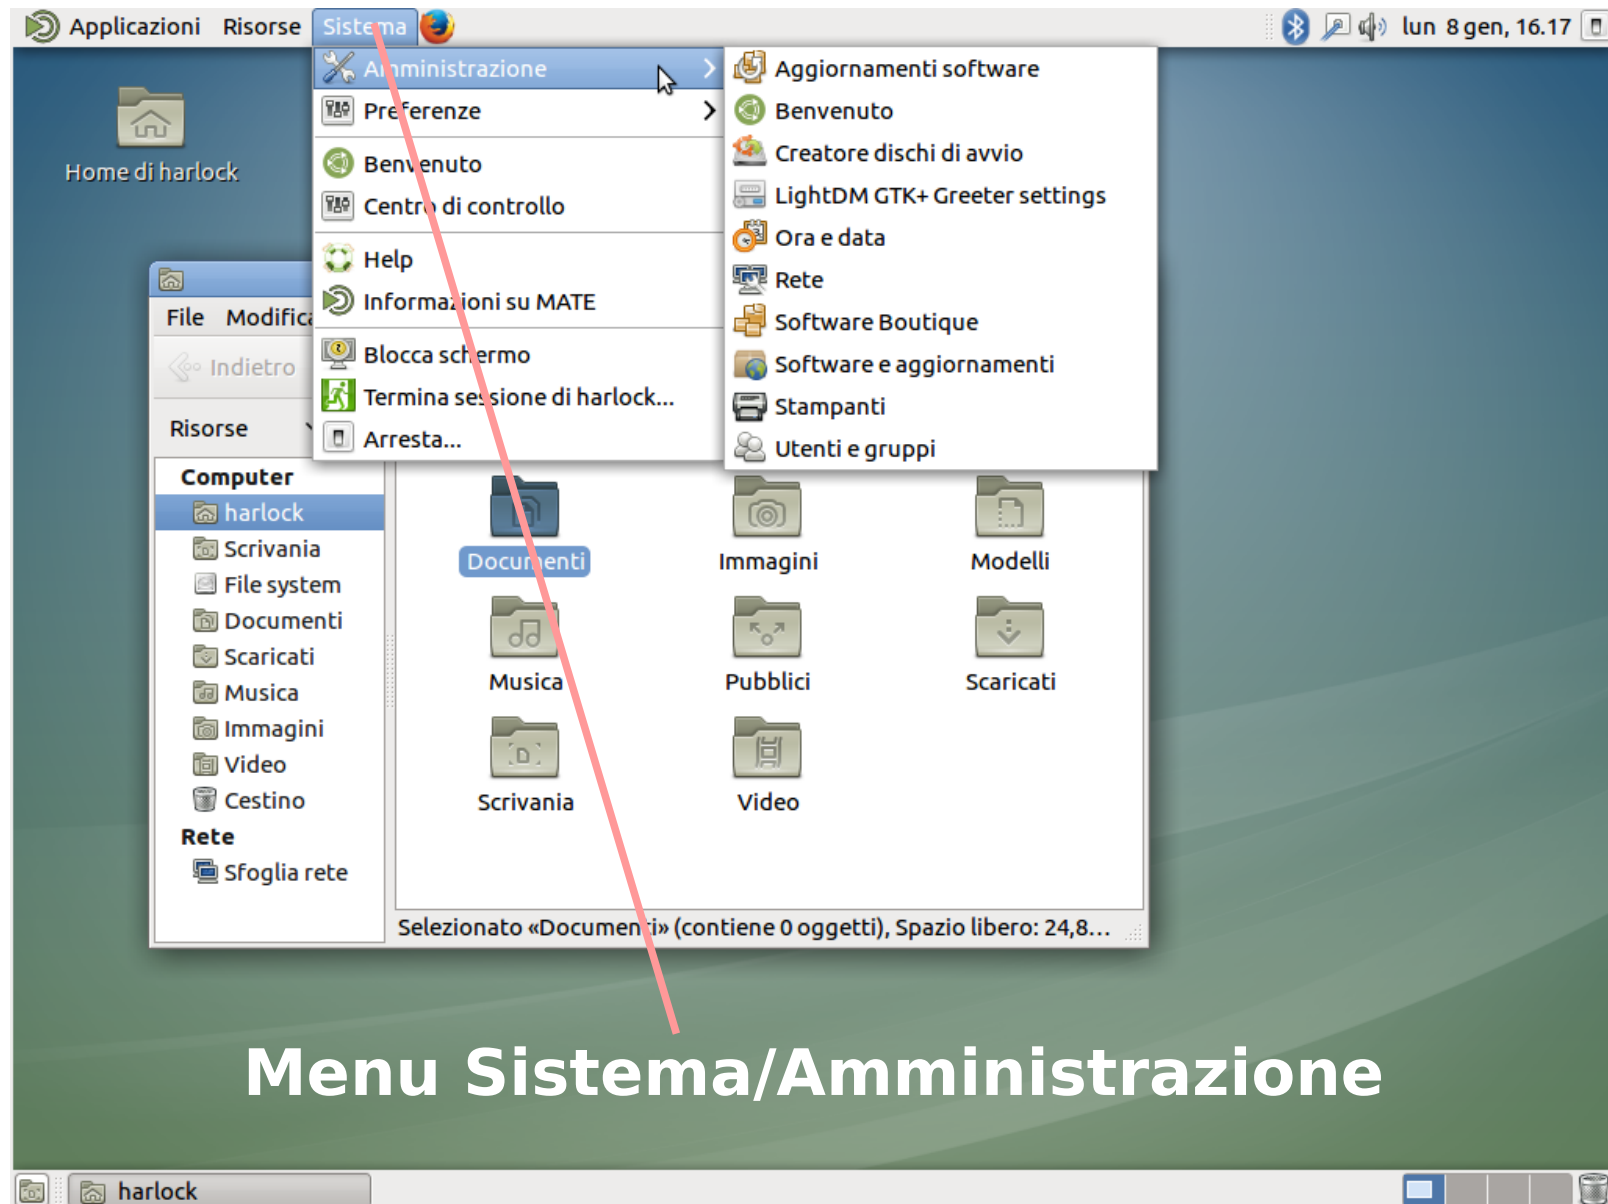 Applicazioni Risorse Sistema lun 8 gen, 16.17
Home di harlock
Amministrazione
Preferenze
Benvenuto
Centro di controllo
Help
Informazioni su MATE
Blocca schermo
Termina sessione di harlock...
Arresta...
Aggiornamenti software
Benvenuto
Creatore dischi di avvio
LightDM GTK+ Greeter settings
Ora e data
Rete
Software Boutique
Software e aggiornamenti
Stampanti
Utenti e gruppi
File
Indietro
Risorse
Computer
harlock
Scrivania
File system
Documenti
Scaricati
Musica
Immagini
Video
Cestino
Rete
Sfoglia rete
Documenti Immagini Modelli
Musica Pubblici Scaricati
Scrivania Video
Selezionato «Documenti» (contiene 0 oggetti), Spazio libero: 24,8...
Menu Sistema/Amministrazione
harlock